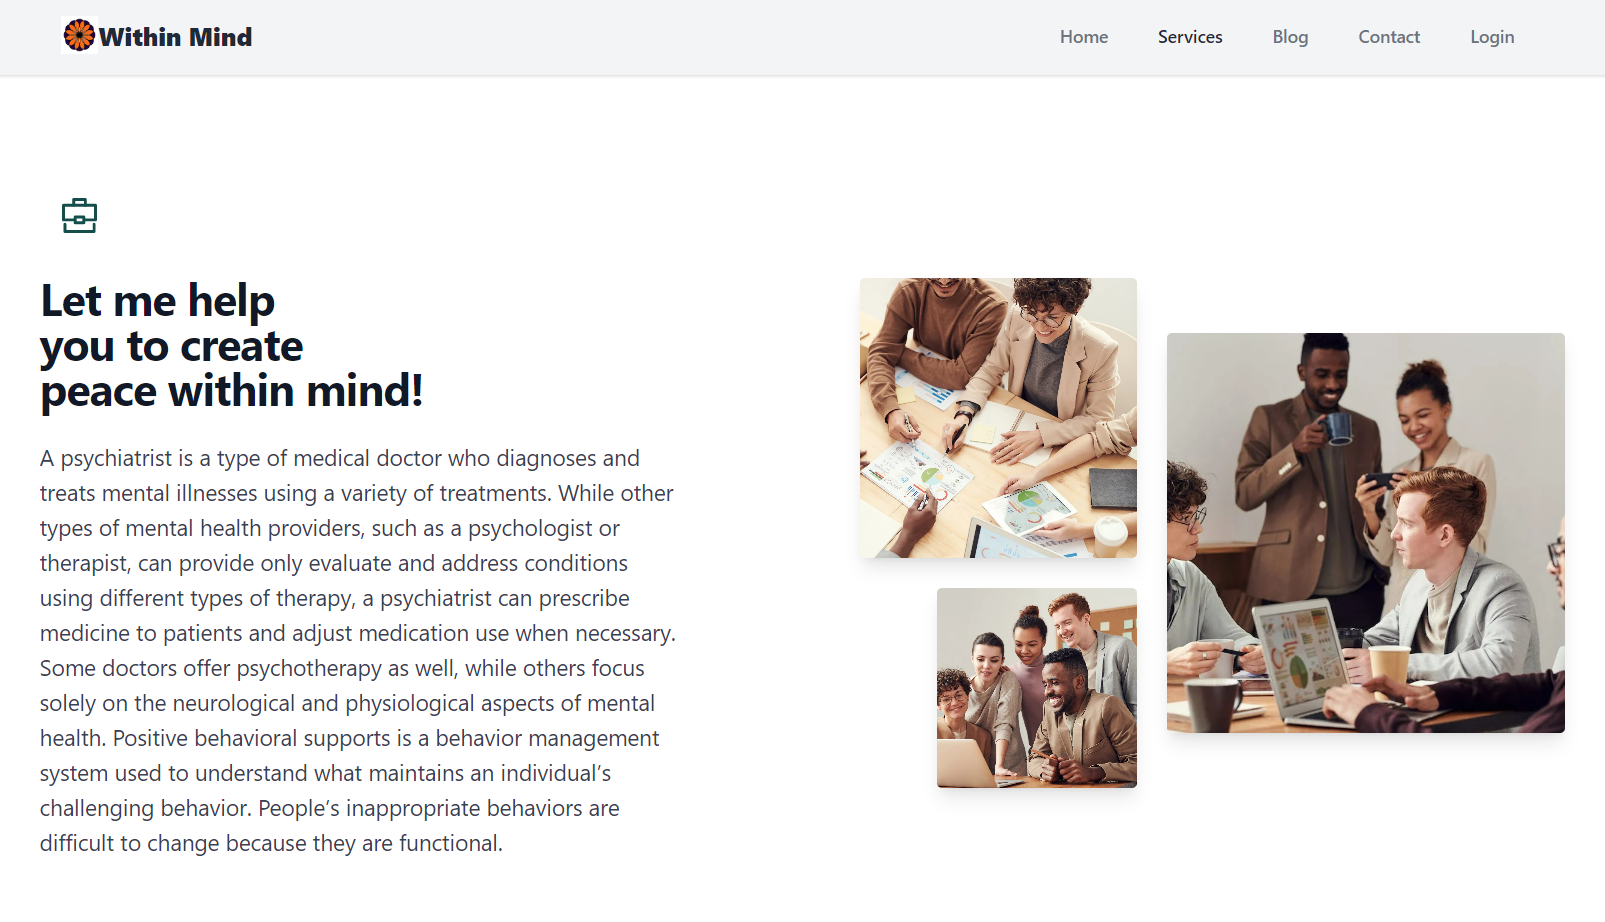 Within Mind
Home
Services
Blog
Contact
Login
Let me help
you to create
peace within mind!
A psychiatrist is a type of medical doctor who diagnoses and
treats mental illnesses using a variety of treatments. While other
types of mental health providers, such as a psychologist or
therapist, can provide only evaluate and address conditions
using different types of therapy, a psychiatrist can prescribe
medicine to patients and adjust medication use when necessary.
Some doctors offer psychotherapy as well, while others focus
solely on the neurological and physiological aspects of mental
health. Positive behavioral supports is a behavior management
system used to understand what maintains an individual’s
challenging behavior. People’s inappropriate behaviors are
difficult to change because they are functional.